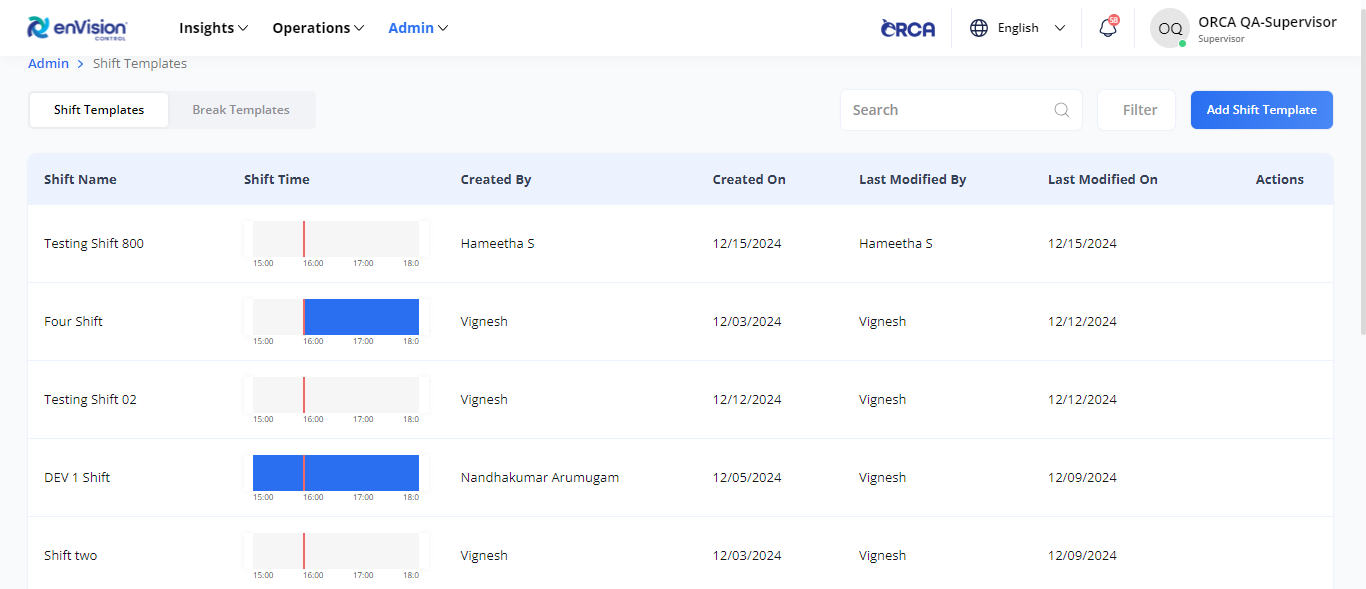 enVision
CONTROL
Insights
Operations
Admin
ORCA
English
58
OQ
ORCA QA-Supervisor
Supervisor
Admin > Shift Templates
Shift Templates
Break Templates
Search
Filter
Add Shift Template
Shift Name Shift Time Created By Created On Last Modified By Last Modified On Actions
Testing Shift 800 Hameetha S 12/15/2024 Hameetha S 12/15/2024
15:00 16:00 17:00 18:0
Four Shift Vignesh 12/03/2024 Vignesh 12/12/2024
15:00 16:00 17:00 18:0
Testing Shift 02 Vignesh 12/12/2024 Vignesh 12/12/2024
15:00 16:00 17:00 18:0
DEV 1 Shift Nandhakumar Arumugam 12/05/2024 Vignesh 12/09/2024
15:00 16:00 17:00 18:0
Shift two Vignesh 12/03/2024 Vignesh 12/09/2024
15:00 16:00 17:00 18:0